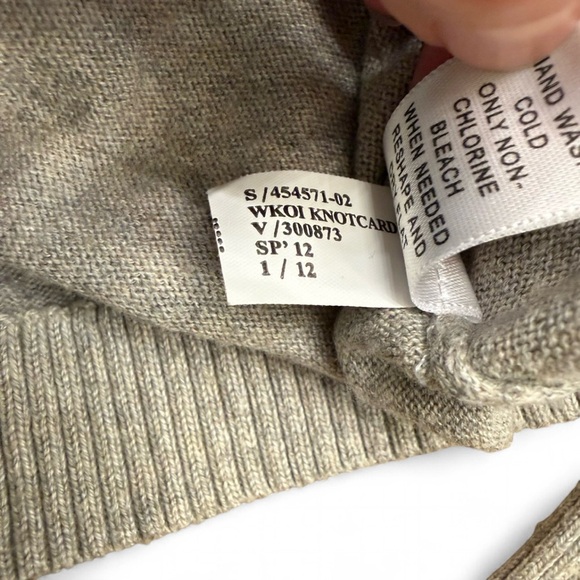 S / 454571-02
WKOI KNOTCARD
V / 300873
SP' 12
1 / 12
HAND WAS
COLD
ONLY NON-
CHLORINE
BLEACH
WHEN NEEDED
RESHAPE AND